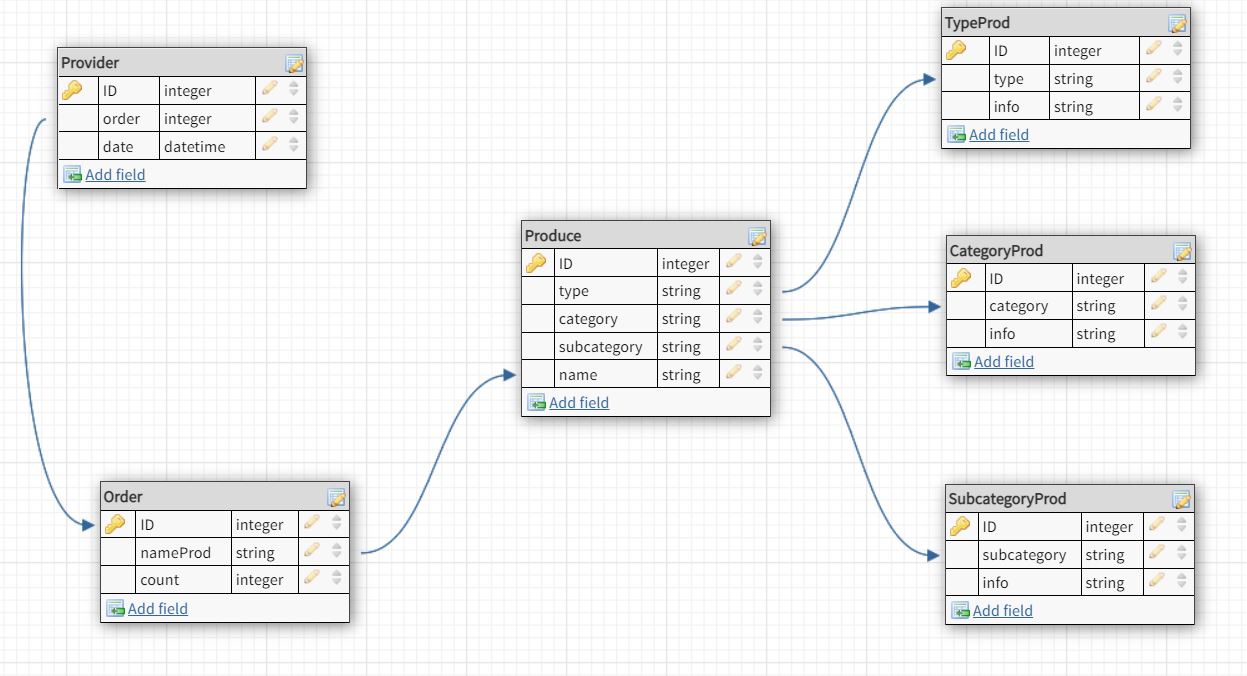 Provider
ID integer
order integer
date datetime
Add field
Order
ID integer
nameProd string
count integer
Add field
Produce
ID integer
type string
category string
subcategory string
name string
Add field
TypeProd
ID integer
type string
info string
Add field
CategoryProd
ID integer
category string
info string
Add field
SubcategoryProd
ID integer
subcategory string
info string
Add field